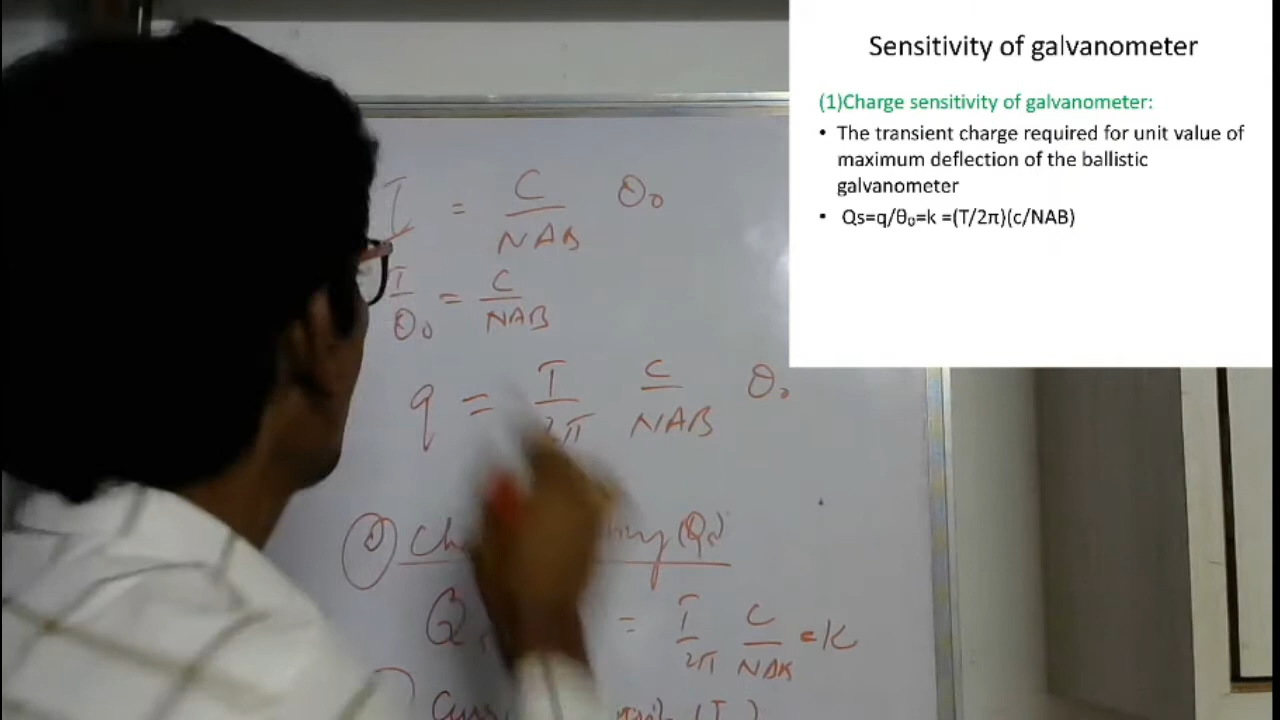 Sensitivity of galvanometer
(1)Charge sensitivity of galvanometer:
• The transient charge required for unit value of
maximum deflection of the ballistic
galvanometer
• Qs=q/θ₀=k =(T/2π)(c/NAB)
I = C/NAB θ₀
I/θ₀ = C/NAB
q = T/2π C/NAB θ₀
= T/2π C/NAB = K